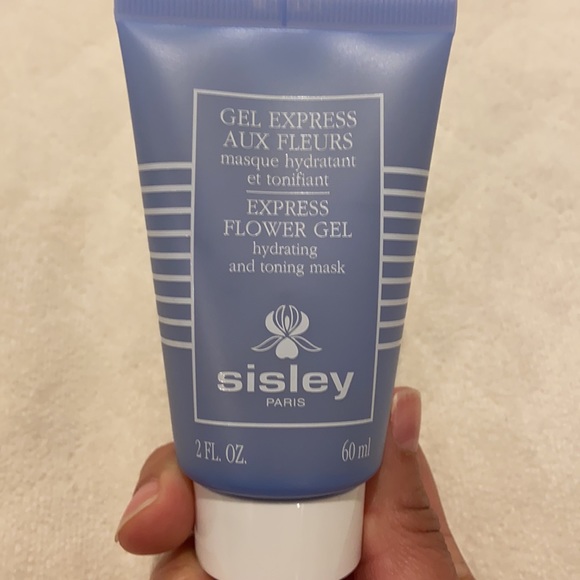 GEL EXPRESS
AUX FLEURS
masque hydratant
et tonifiant
EXPRESS
FLOWER GEL
hydrating
and toning mask
sisley
PARIS
2 FL. OZ. 60 ml